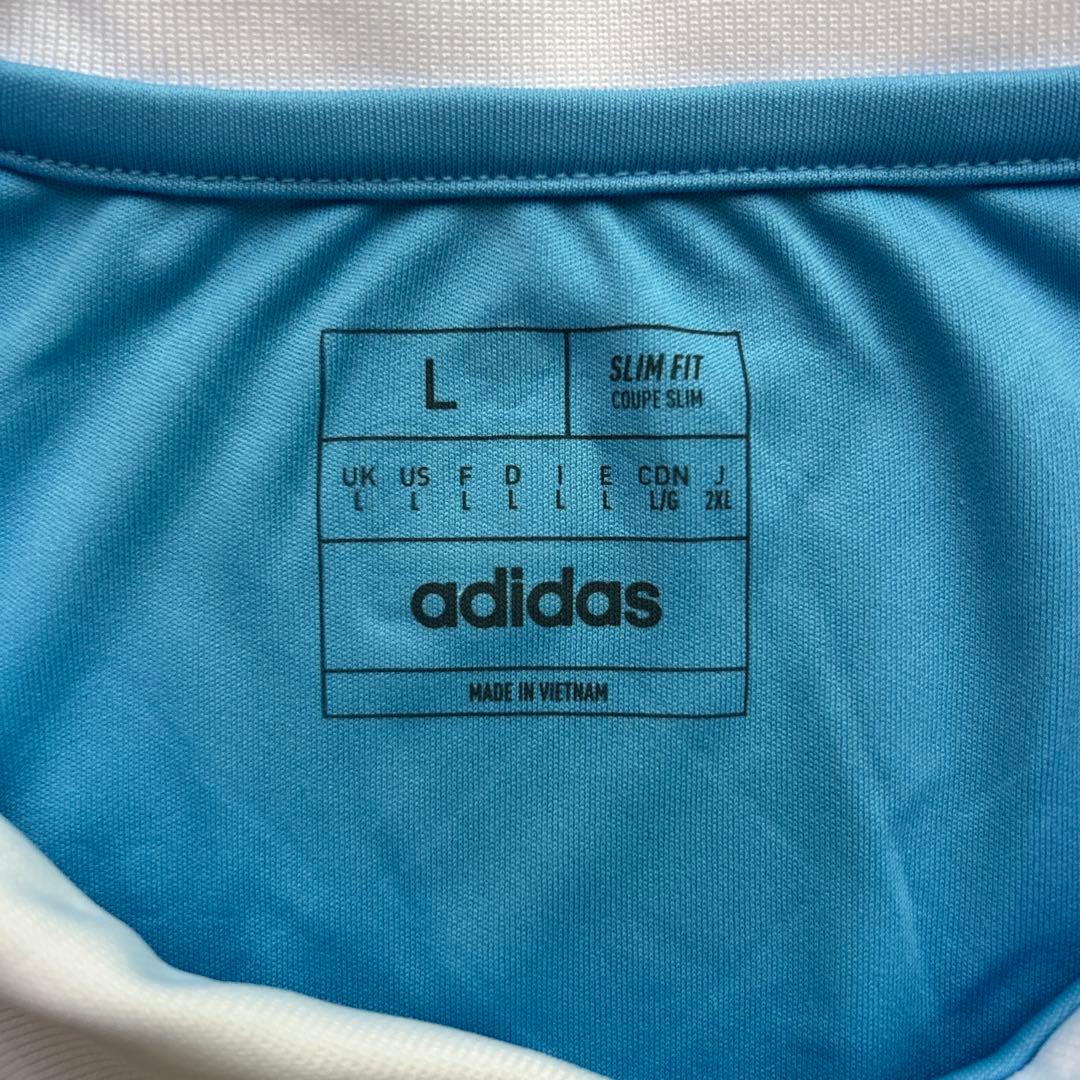 L
SLIM FIT
COUPE SLIM
UK US F D I E CDN J
L L L L L L L/G 2XL
adidas
MADE IN VIETNAM